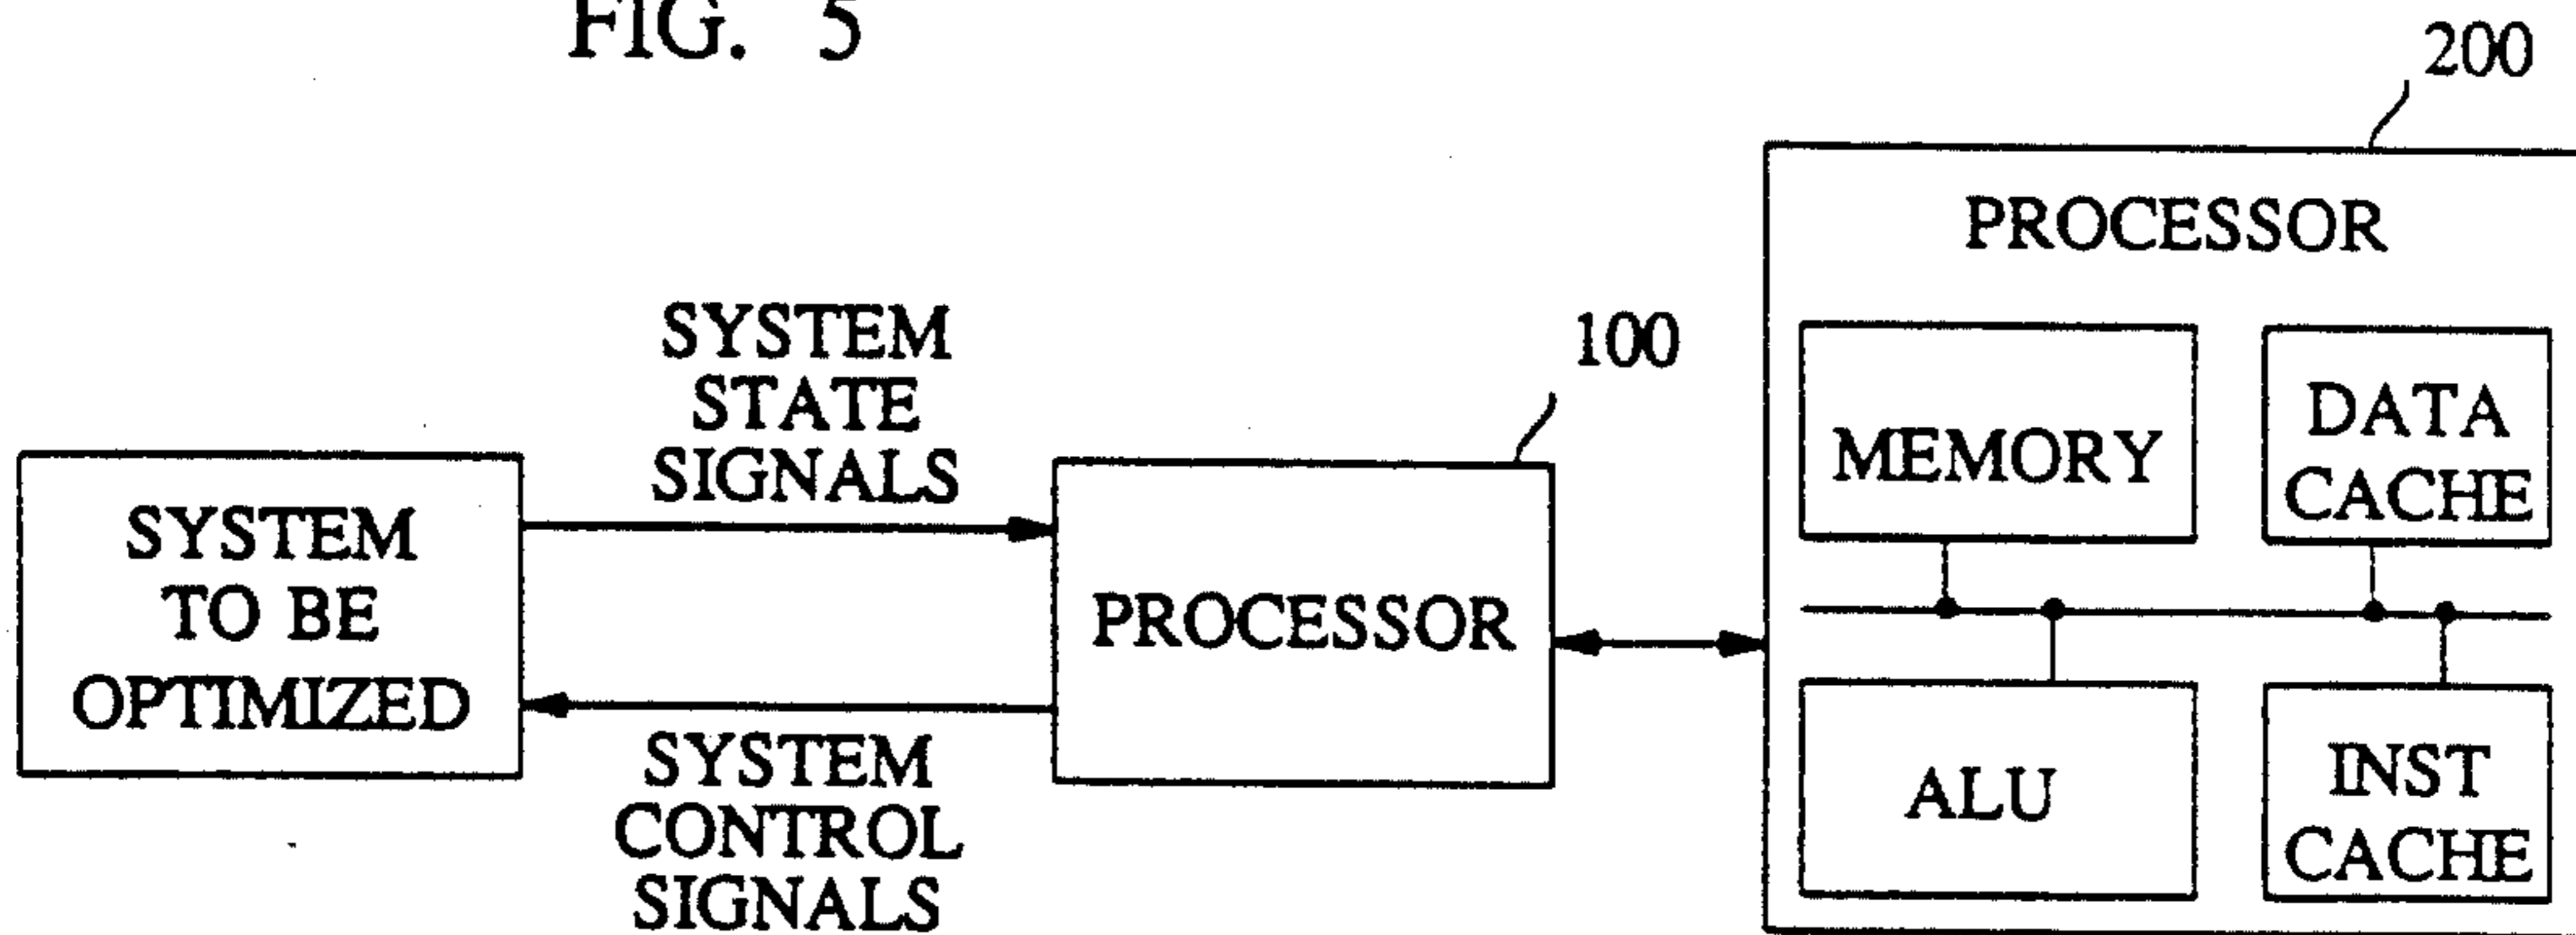 FIG. 5
200
PROCESSOR
MEMORY
DATA
CACHE
ALU
INST
CACHE
100
PROCESSOR
SYSTEM
STATE
SIGNALS
SYSTEM
CONTROL
SIGNALS
SYSTEM
TO BE
OPTIMIZED